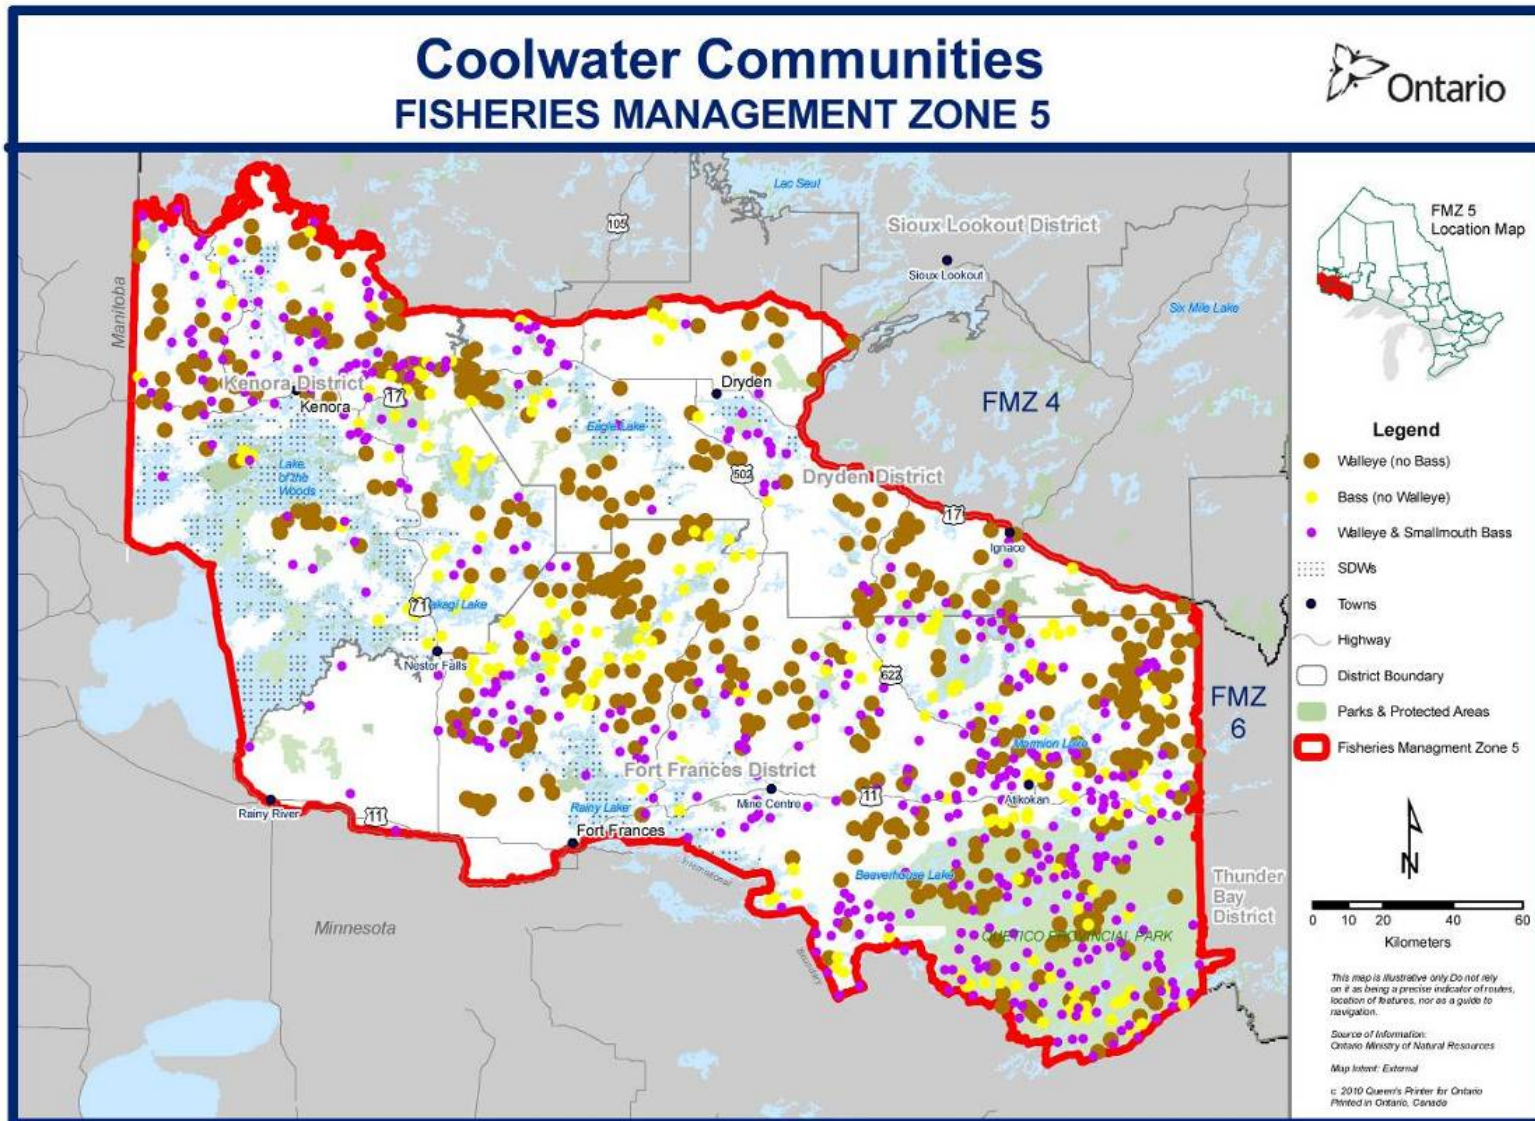 Coolwater Communities
FISHERIES MANAGEMENT ZONE 5
Ontario
Lac Seul
105
Sioux Lookout District
Sioux Lookout
Six Mile Lake
Manitoba
Kenora District
Kenora
17
Dryden
FMZ 4
Eagle Lake
Lake
of the
Woods
502
Dryden District
17
Ignace
71
akagi Lake
Nestor Falls
622
FMZ
6
Marmion Lake
Fort Frances District
Rainy River
11
Rainy Lake
Mine Centre
11
Atikokan
Fort Frances
International
Beaverhouse Lake
Thunder
Bay
District
Minnesota
QUETICO PROVINCIAL PARK
Boundary
FMZ 5
Location Map
Legend
Walleye (no Bass)
Bass (no Walleye)
Walleye & Smallmouth Bass
SDWs
Towns
Highway
District Boundary
Parks & Protected Areas
Fisheries Managment Zone 5
N
0 10 20 40 60
Kilometers
This map is illustrative only. Do not rely
on it as being a precise indicator of routes,
location of features, nor as a guide to
navigation.
Source of Information:
Ontario Ministry of Natural Resources
Map Intent: External
c 2010 Queen's Printer for Ontario
Printed in Ontario, Canada